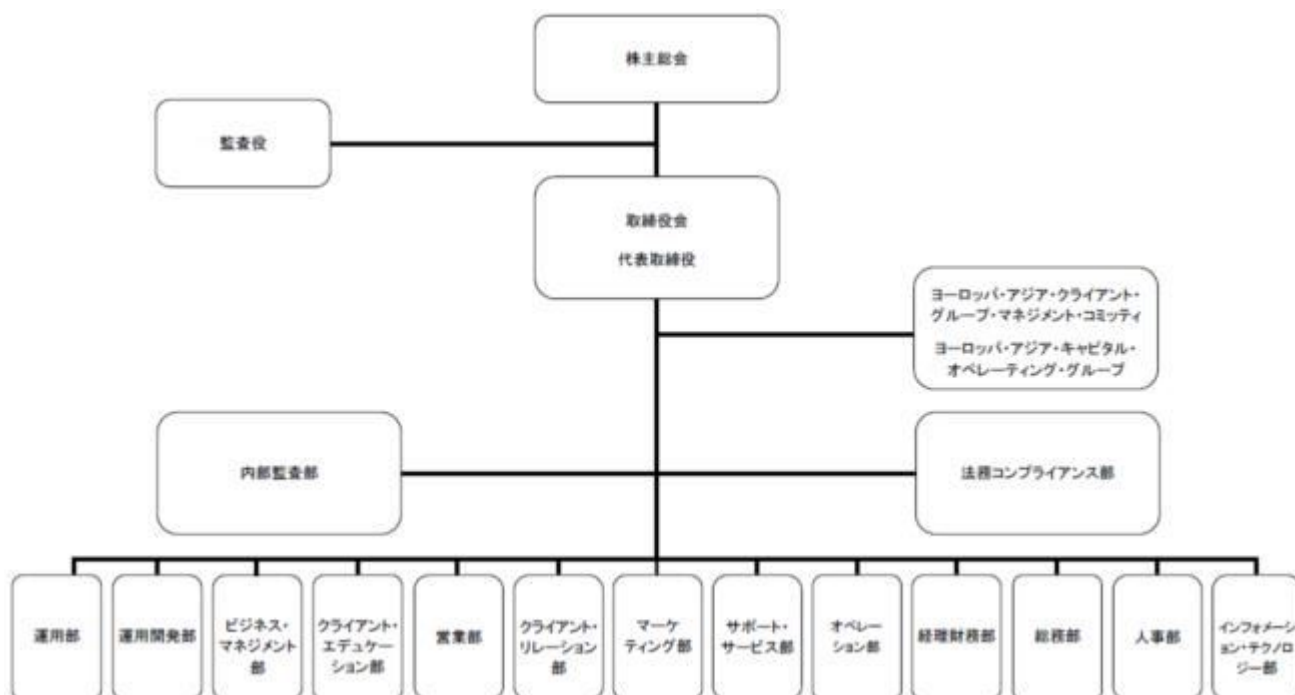 株主総会
監査役
取締役会
代表取締役
ヨーロッパ・アジア・クライアント・
グループ・マネジメント・コミッティ
ヨーロッパ・アジア・キャピタル・
オペレーティング・グループ
内部監査部
法務コンプライアンス部
運用部
運用開発部
ビジネス・
マネジメント
部
クライアント・
エデュケー
ション部
営業部
クライアント・
リレーション
部
マーケ
ティング部
サポート・
サービス部
オペレー
ション部
経理財務部
総務部
人事部
インフォメーシ
ョン・テクノロ
ジー部